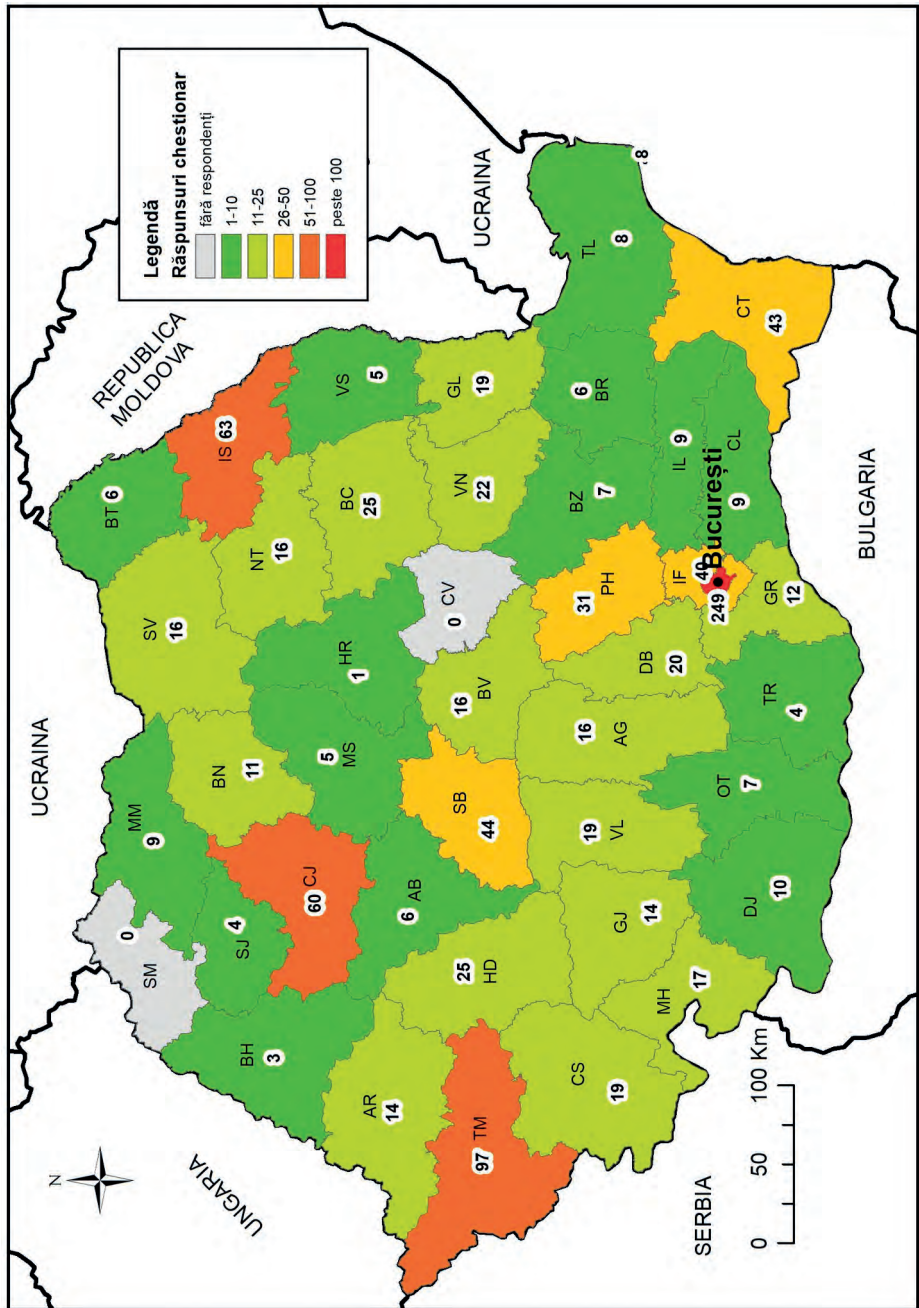 N
UCRAINA
UNGARIA
REPUBLICA
MOLDOVA
UCRAINA
SERBIA
BULGARIA
Legendă
Răspunsuri chestionar
fără respondenți
1-10
11-25
26-50
51-100
peste 100
SM
0
MM
9
SV
16
BT
6
BH
3
SJ
4
BN
11
NT
16
IS
63
CJ
60
MS
5
HR
1
BC
25
VS
5
AR
14
AB
6
TM
97
HD
25
SB
44
BV
16
CV
0
VN
22
GL
19
CS
19
GJ
14
VL
19
AG
16
DB
20
PH
31
BZ
7
BR
6
TL
8
8
MH
17
DJ
10
OT
7
TR
4
GR
12
IF
40
249
București
IL
9
CL
9
CT
43
0
50
100 Km